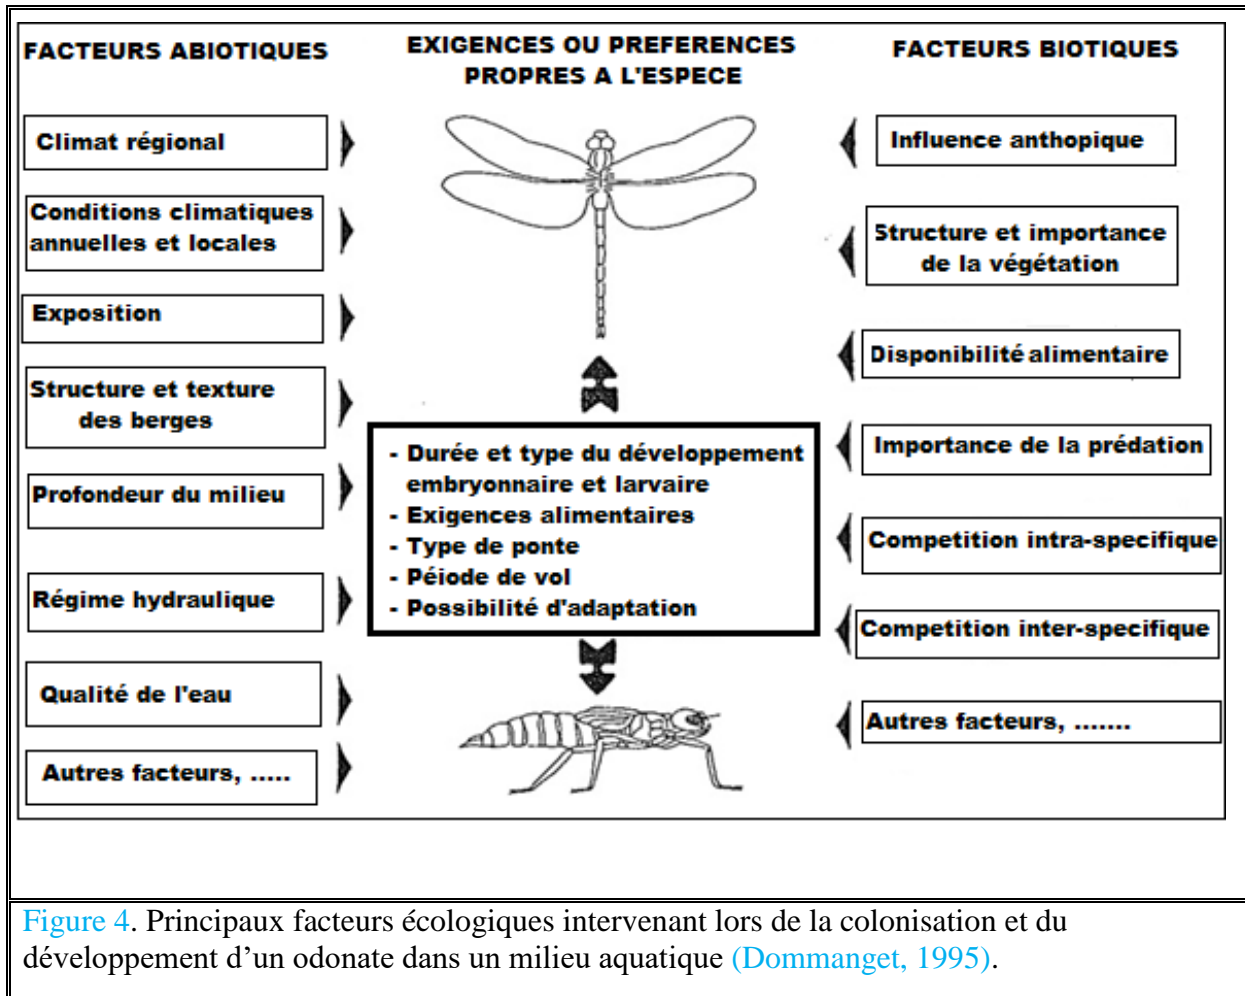 FACTEURS ABIOTIQUES
Climat régional
Conditions climatiques
annuelles et locales
Exposition
Structure et texture
des berges
Profondeur du milieu
Régime hydraulique
Qualité de l'eau
Autres facteurs, .....
EXIGENCES OU PREFERENCES
PROPRES A L'ESPECE
- Durée et type du développement
embryonnaire et larvaire
- Exigences alimentaires
- Type de ponte
- Péiode de vol
- Possibilité d'adaptation
FACTEURS BIOTIQUES
Influence anthopique
Structure et importance
de la végétation
Disponibilité alimentaire
Importance de la prédation
Competition intra-specifique
Competition inter-specifique
Autres facteurs, .......
Figure 4. Principaux facteurs écologiques intervenant lors de la colonisation et du
développement d'un odonate dans un milieu aquatique (Dommanget, 1995).